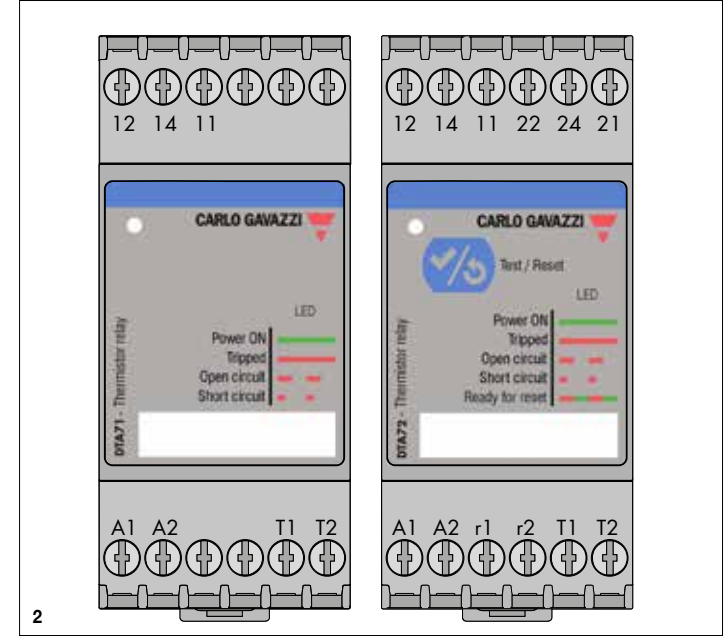 12 14 11
CARLO GAVAZZI
LED
Power ON
Tripped
Open circuit
Short circuit
DTA71 - Thermistor relay
A1 A2 T1 T2
12 14 11 22 24 21
CARLO GAVAZZI
Test / Reset
LED
Power ON
Tripped
Open circuit
Short circuit
Ready for reset
DTA72 - Thermistor relay
A1 A2 r1 r2 T1 T2
2